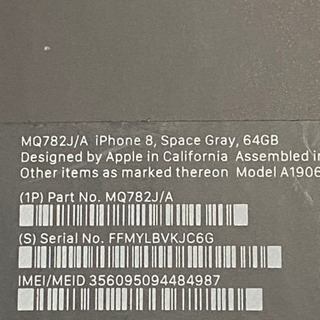 MQ782J/A iPhone 8, Space Gray, 64GB
Designed by Apple in California Assembled in
Other items as marked thereon Model A1906
(1P) Part No. MQ782J/A
(S) Serial No. FFMYLBVKJC6G
IMEI/MEID 356095094484987